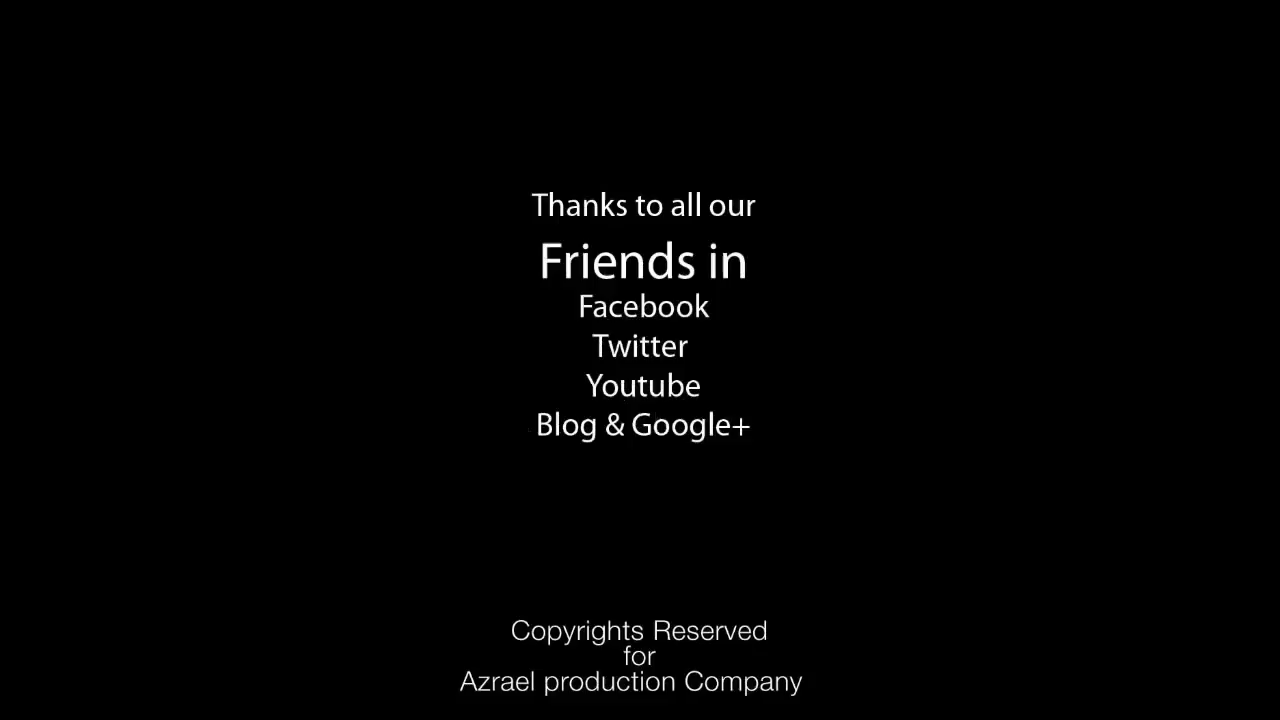 Thanks to all our
Friends in
Facebook
Twitter
Youtube
Blog & Google+
Copyrights Reserved
for
Azrael production Company